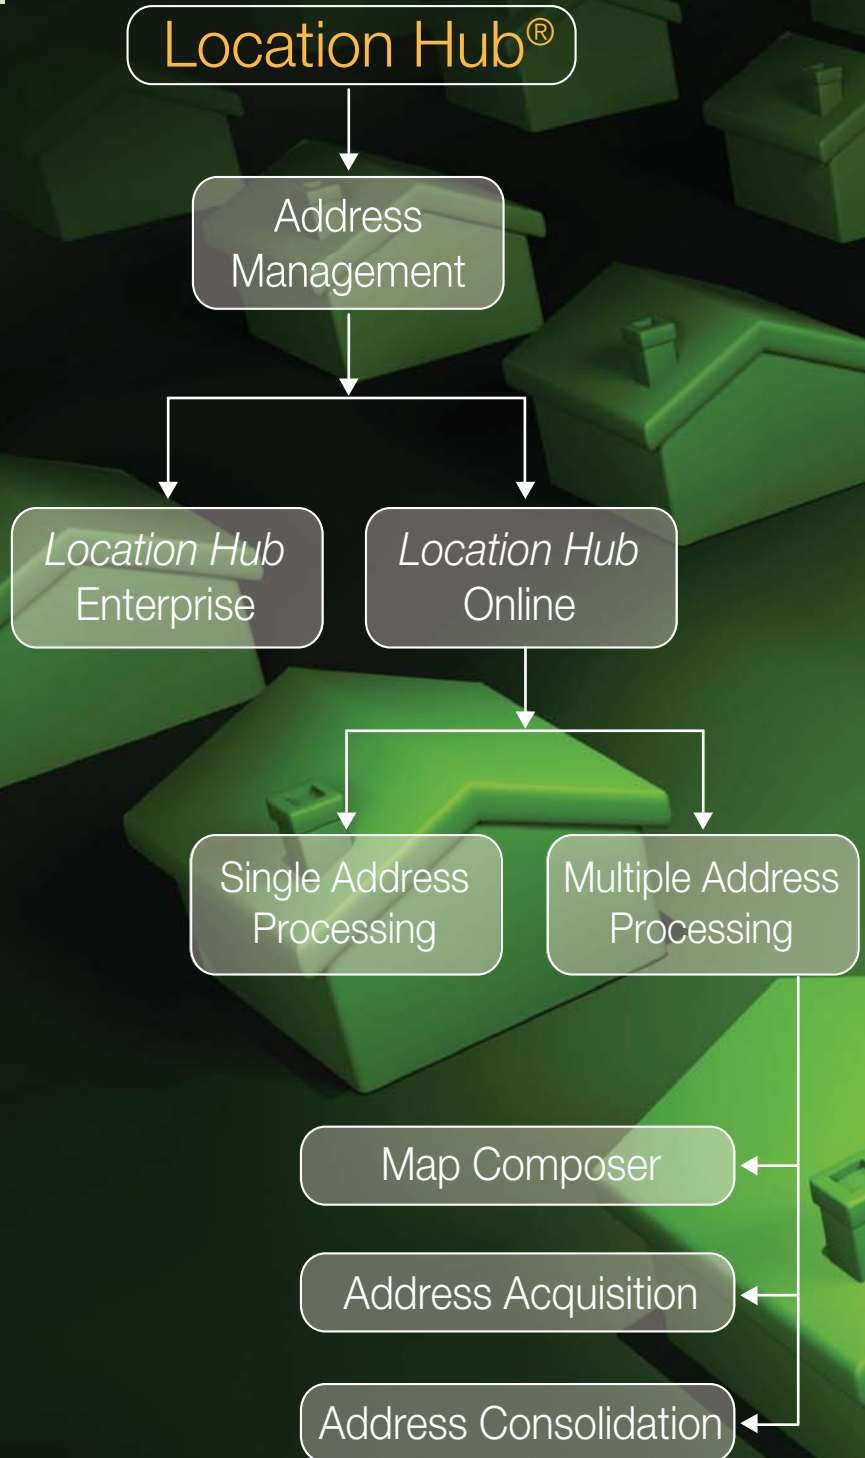 Location Hub®
Address
Management
Location Hub
Enterprise
Location Hub
Online
Single Address
Processing
Multiple Address
Processing
Map Composer
Address Acquisition
Address Consolidation